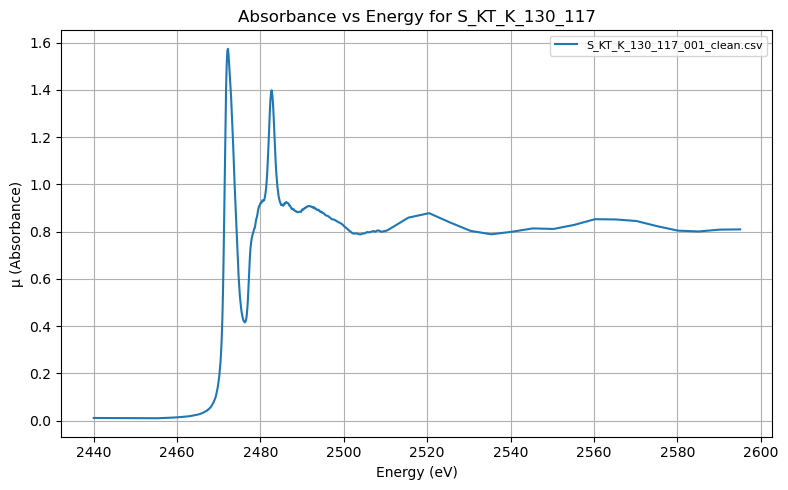 Absorbance vs Energy for S_KT_K_130_117
S_KT_K_130_117_001_clean.csv
1.6
1.4
1.2
1.0
0.8
0.6
0.4
0.2
0.0
μ (Absorbance)
2440 2460 2480 2500 2520 2540 2560 2580 2600
Energy (eV)